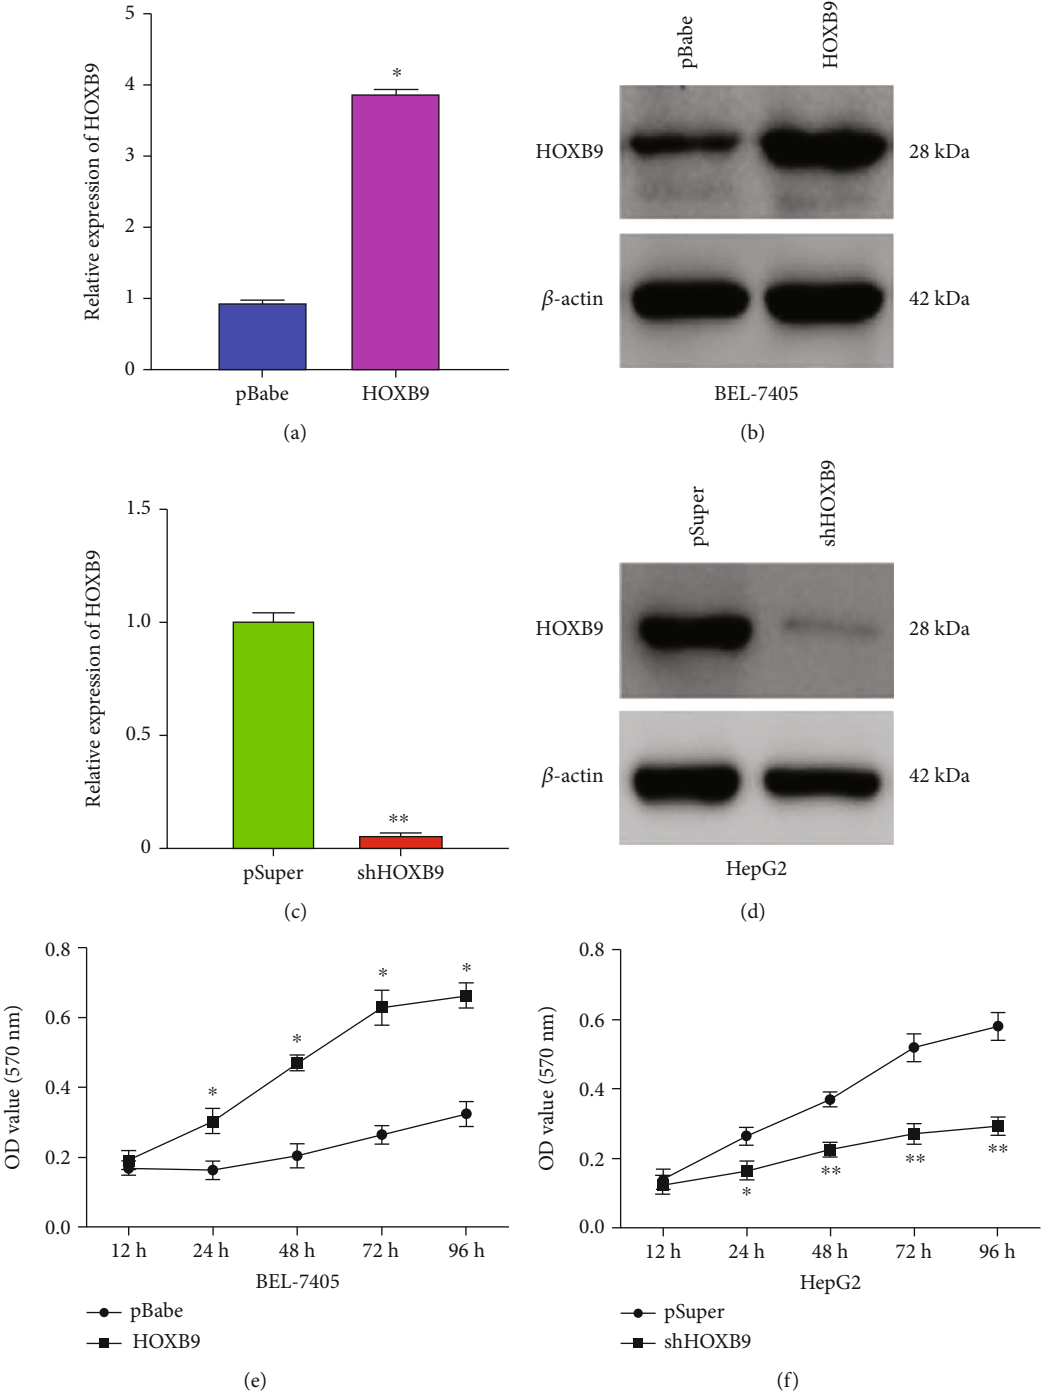 5
4
3
2
1
0
Relative expression of HOXB9
*
pBabe
HOXB9
(a)
pBabe
HOXB9
HOXB9
28 kDa
β-actin
42 kDa
BEL-7405
(b)
1.5
1.0
0.5
0
Relative expression of HOXB9
**
pSuper
shHOXB9
(c)
pSuper
shHOXB9
HOXB9
28 kDa
β-actin
42 kDa
HepG2
(d)
0.8
0.6
0.4
0.2
0.0
OD value (570 nm)
*
*
*
*
12 h 24 h 48 h 72 h 96 h
BEL-7405
pBabe
HOXB9
(e)
0.8
0.6
0.4
0.2
0.0
OD value (570 nm)
*
**
**
**
12 h 24 h 48 h 72 h 96 h
HepG2
pSuper
shHOXB9
(f)